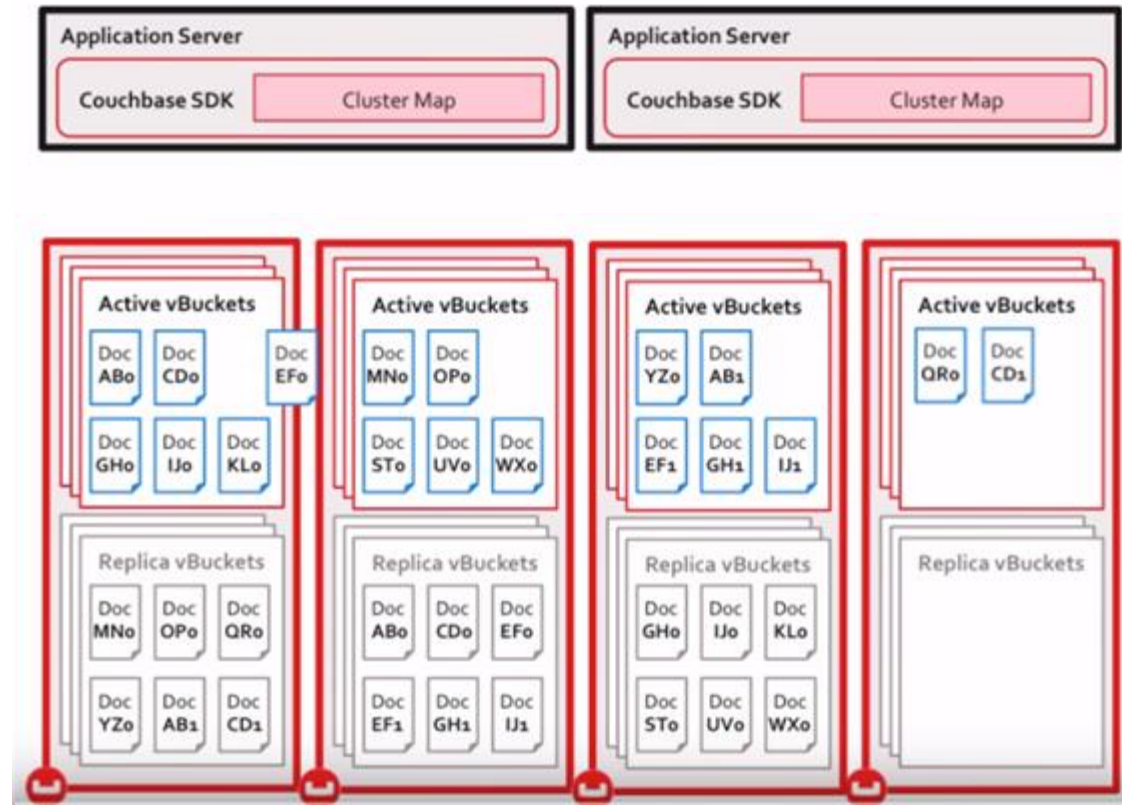 Application Server
Couchbase SDK
Cluster Map
Application Server
Couchbase SDK
Cluster Map
Active vBuckets
Doc AB0
Doc CD0
Doc EF0
Doc GH0
Doc IJ0
Doc KL0
Replica vBuckets
Doc MN0
Doc OP0
Doc QR0
Doc YZ0
Doc AB1
Doc CD1
Active vBuckets
Doc MN0
Doc OP0
Doc ST0
Doc UV0
Doc WX0
Replica vBuckets
Doc AB0
Doc CD0
Doc EF0
Doc EF1
Doc GH1
Doc IJ1
Active vBuckets
Doc YZ0
Doc AB1
Doc EF1
Doc GH1
Doc IJ1
Replica vBuckets
Doc GH0
Doc IJ0
Doc KL0
Doc ST0
Doc UV0
Doc WX0
Active vBuckets
Doc QR0
Doc CD1
Replica vBuckets